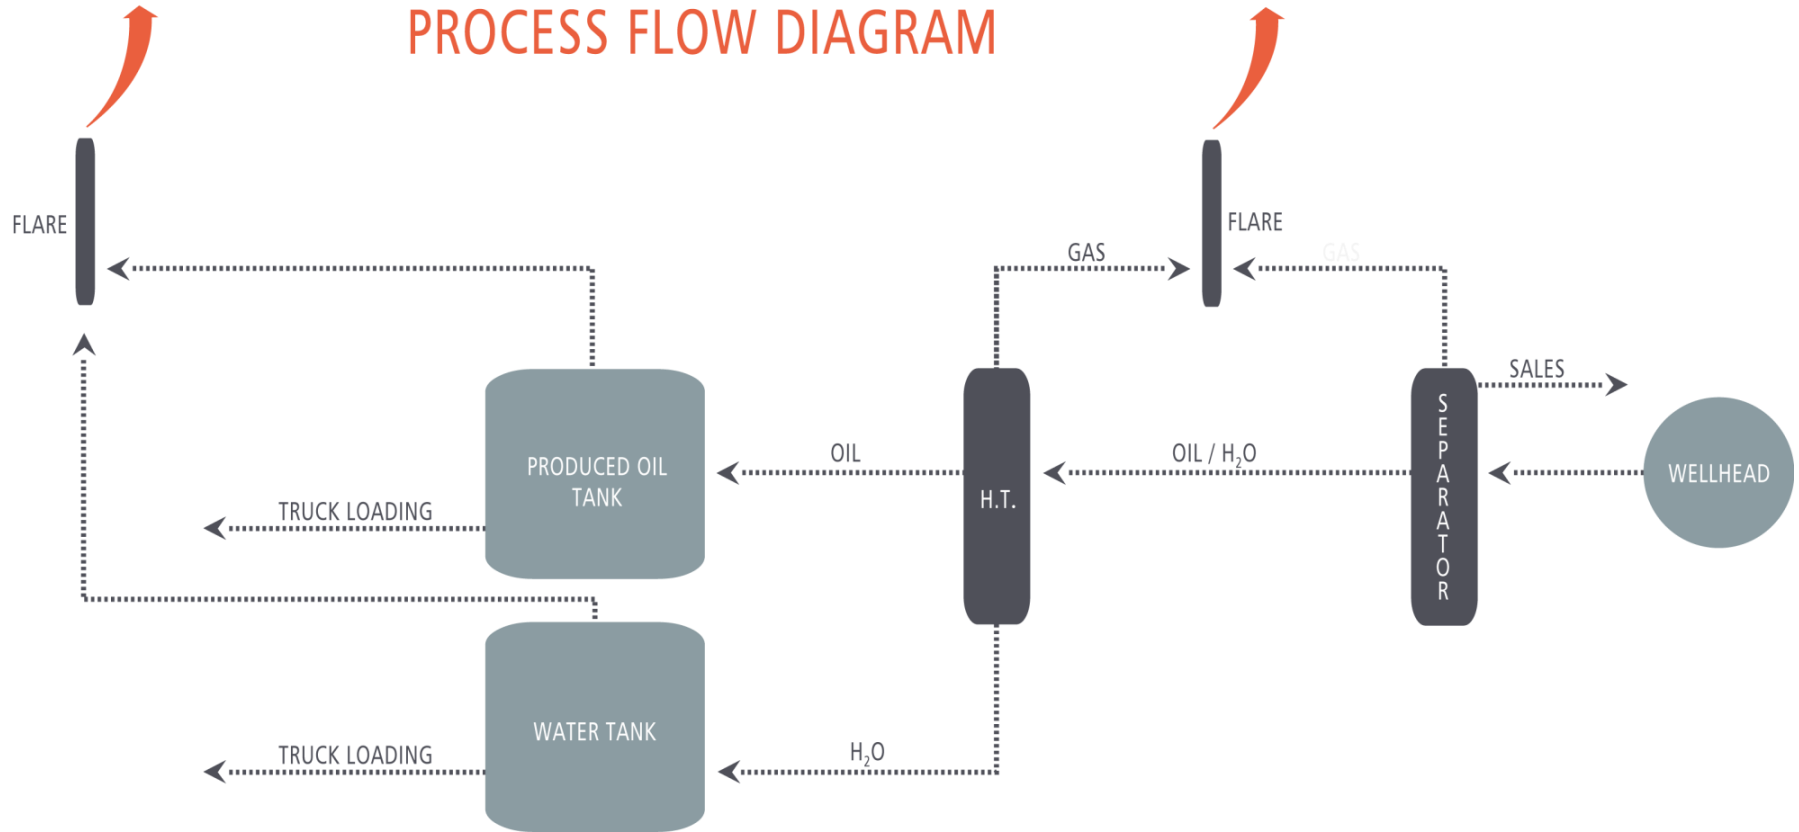 PROCESS FLOW DIAGRAM
FLARE
FLARE
GAS
GAS
SALES
OIL
OIL / H₂O
SEPARATOR
WELLHEAD
PRODUCED OIL
TANK
H.T.
TRUCK LOADING
WATER TANK
TRUCK LOADING
H₂O